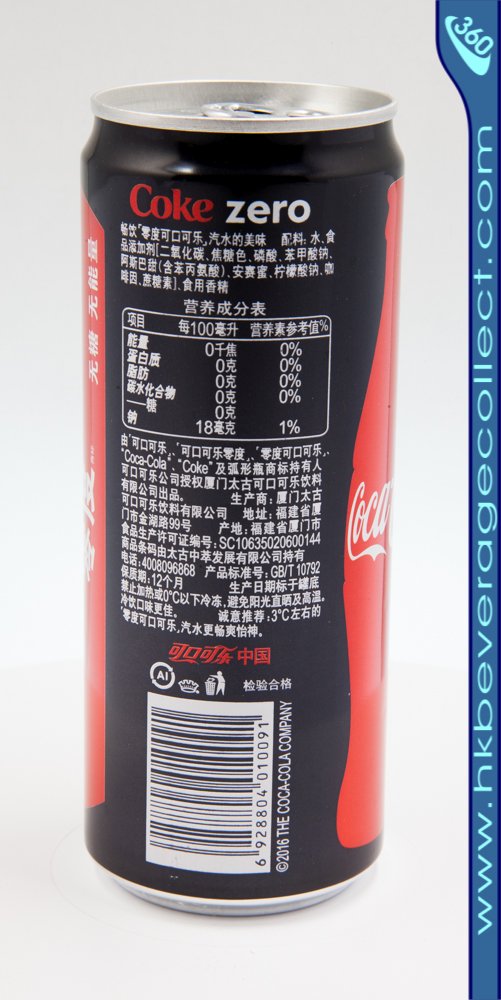 360
www.hkbeveragecollect.com
Coke zero
畅饮“零度可口可乐”汽水的美味 配料:水、食
品添加剂[二氧化碳、焦糖色、磷酸、苯甲酸钠、
阿斯巴甜(含苯丙氨酸)、安赛蜜、柠檬酸钠、咖
啡因、蔗糖素]、食用香精
营养成分表
项目 每100毫升 营养素参考值%
能量 0千焦 0%
蛋白质 0克 0%
脂肪 0克 0%
碳水化合物 0克 0%
——糖 0克
钠 18毫克 1%
由“可口可乐”、“可口可乐零度”、“零度可口可乐”、
“Coca-Cola”、“Coke”及弧形瓶商标持有人
可口可乐公司授权厦门太古可口可乐饮料
有限公司出品。 生产商:厦门太古
可口可乐饮料有限公司 地址:福建省厦
门市金湖路99号 产地:福建省厦门市
食品生产许可证编号:SC10635020600144
商品条码由太古中萃发展有限公司持有
电话:4008096868 产品标准号:GB/T 10792
保质期:12个月 生产日期标于罐底
禁止加热或0°C以下冷冻,避免阳光直晒及高温。
冷饮口味更佳。 诚意推荐:3°C左右的
“零度可口可乐”汽水更畅爽怡神。
可口可乐 中国
Al 检验合格
6 928804 010091
©2016 THE COCA-COLA COMPANY
无糖 无能量
Coca